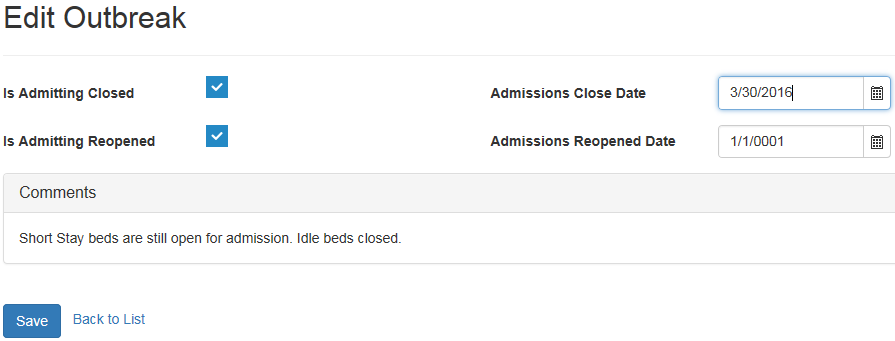 Edit Outbreak
Is Admitting Closed Admissions Close Date 3/30/2016
Is Admitting Reopened Admissions Reopened Date 1/1/0001
Comments
Short Stay beds are still open for admission. Idle beds closed.
Save Back to List